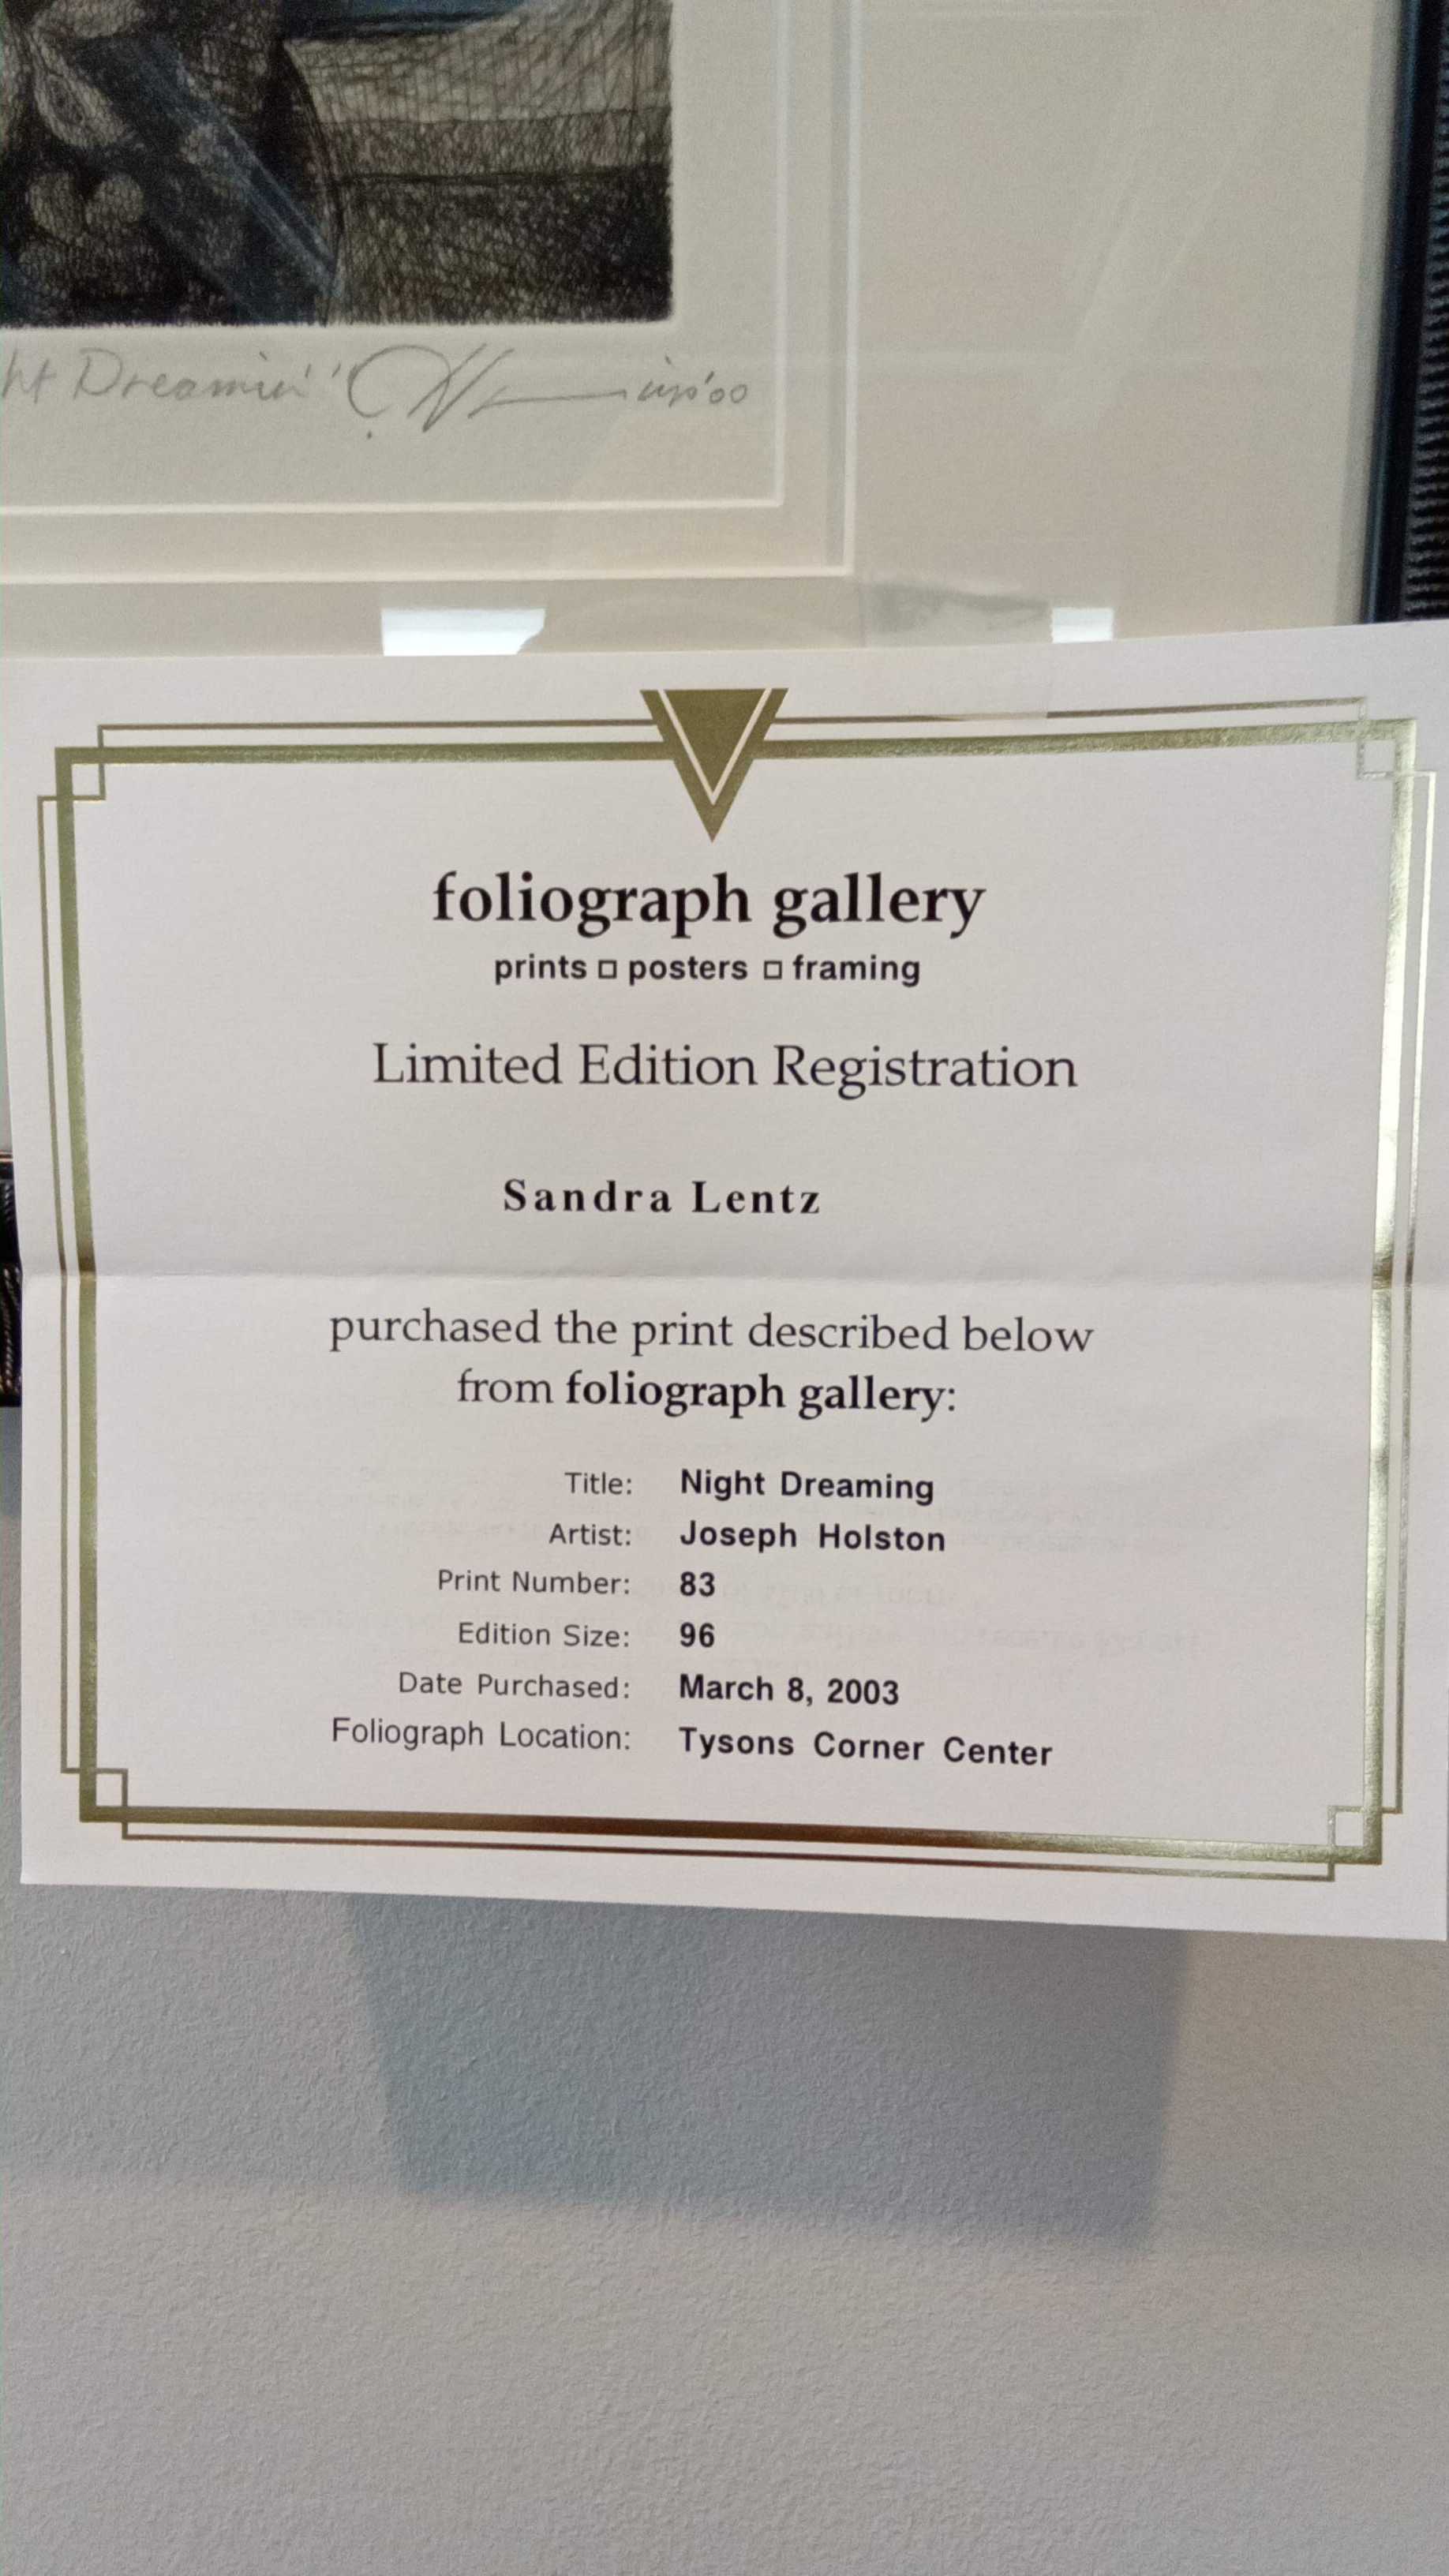 Dreamin' '00
foliograph gallery
prints □ posters □ framing
Limited Edition Registration
Sandra Lentz
purchased the print described below
from foliograph gallery:
Title: Night Dreaming
Artist: Joseph Holston
Print Number: 83
Edition Size: 96
Date Purchased: March 8, 2003
Foliograph Location: Tysons Corner Center